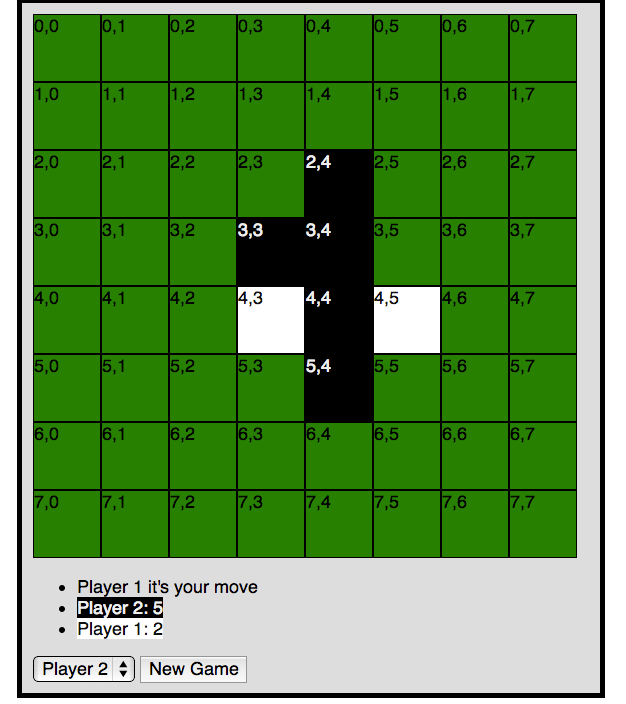 0,0 0,1 0,2 0,3 0,4 0,5 0,6 0,7
1,0 1,1 1,2 1,3 1,4 1,5 1,6 1,7
2,0 2,1 2,2 2,3 2,4 2,5 2,6 2,7
3,0 3,1 3,2 3,3 3,4 3,5 3,6 3,7
4,0 4,1 4,2 4,3 4,4 4,5 4,6 4,7
5,0 5,1 5,2 5,3 5,4 5,5 5,6 5,7
6,0 6,1 6,2 6,3 6,4 6,5 6,6 6,7
7,0 7,1 7,2 7,3 7,4 7,5 7,6 7,7
Player 1 it's your move
Player 2: 5
Player 1: 2
Player 2 New Game